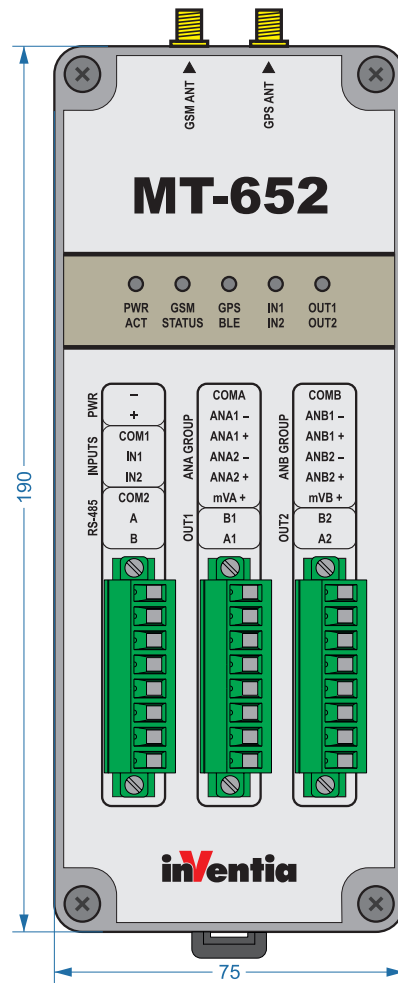 GSM ANT
GPS ANT
MT-652
PWR GSM GPS IN1 OUT1
ACT STATUS BLE IN2 OUT2
PWR
–
+
INPUTS
COM1
IN1
IN2
RS-485
COM2
A
B
ANA GROUP
COMA
ANA1 –
ANA1 +
ANA2 –
ANA2 +
mVA +
OUT1
B1
A1
ANB GROUP
COMB
ANB1 –
ANB1 +
ANB2 –
ANB2 +
mVB +
OUT2
B2
A2
190
inVentia
75